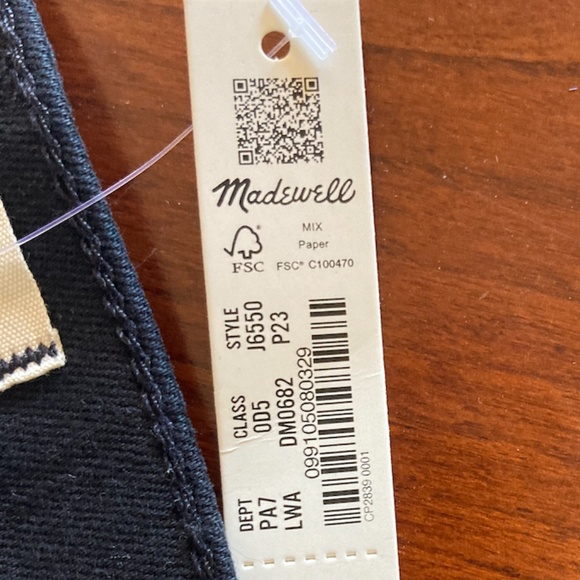 Madewell
MIX
Paper
FSC
FSC® C100470
DEPT CLASS STYLE
PA7 0D5 J6550
LWA DM0682 P23
099105080329
CP2839 0001